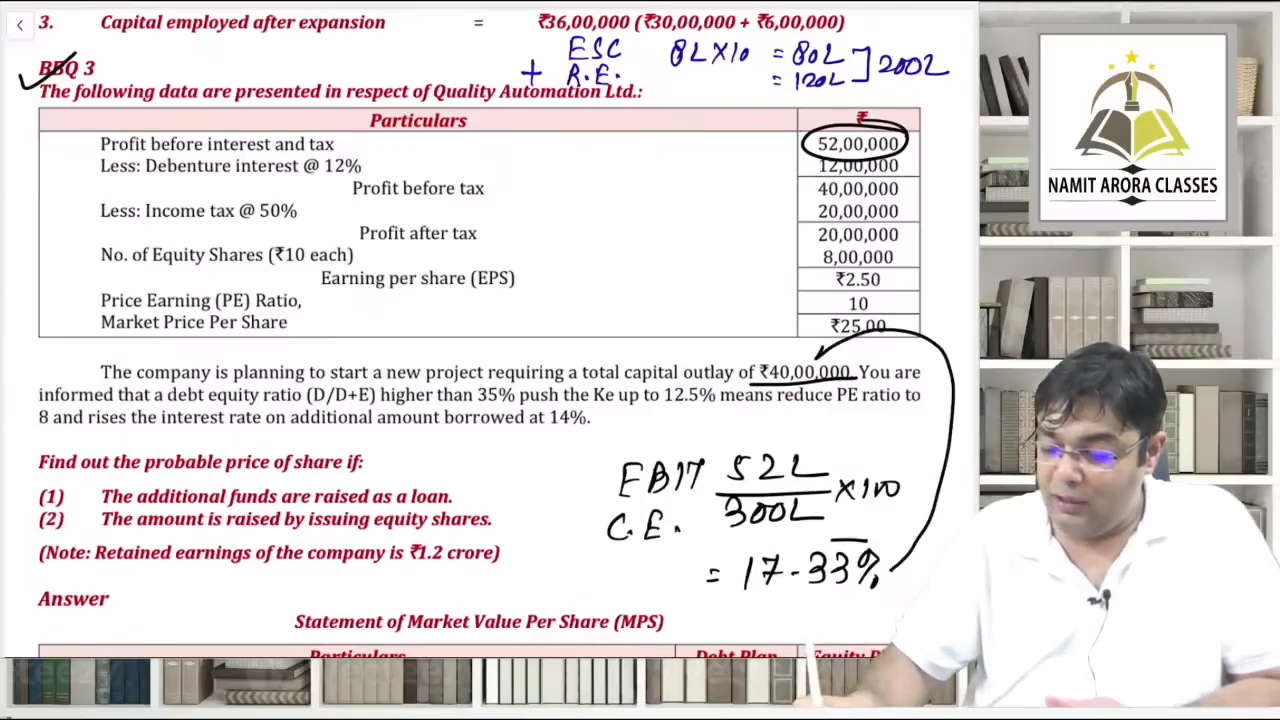 3. Capital employed after expansion = ₹36,00,000 (₹30,00,000 + ₹6,00,000)
ESC 8L×10 = 80L
+ R.E. = 120L ] 200L
BBQ 3
The following data are presented in respect of Quality Automation Ltd.:
Particulars ₹
Profit before interest and tax 52,00,000
Less: Debenture interest @ 12% 12,00,000
Profit before tax 40,00,000
Less: Income tax @ 50% 20,00,000
Profit after tax 20,00,000
No. of Equity Shares (₹10 each) 8,00,000
Earning per share (EPS) ₹2.50
Price Earning (PE) Ratio, 10
Market Price Per Share ₹25.00
The company is planning to start a new project requiring a total capital outlay of ₹40,00,000. You are
informed that a debt equity ratio (D/D+E) higher than 35% push the Ke up to 12.5% means reduce PE ratio to
8 and rises the interest rate on additional amount borrowed at 14%.
Find out the probable price of share if:
(1) The additional funds are raised as a loan.
(2) The amount is raised by issuing equity shares.
(Note: Retained earnings of the company is ₹1.2 crore)
EBIT 52L
C.E. 300L ×100
= 17.33%
Answer
Statement of Market Value Per Share (MPS)
Particulars Debt Plan
NAMIT ARORA CLASSES